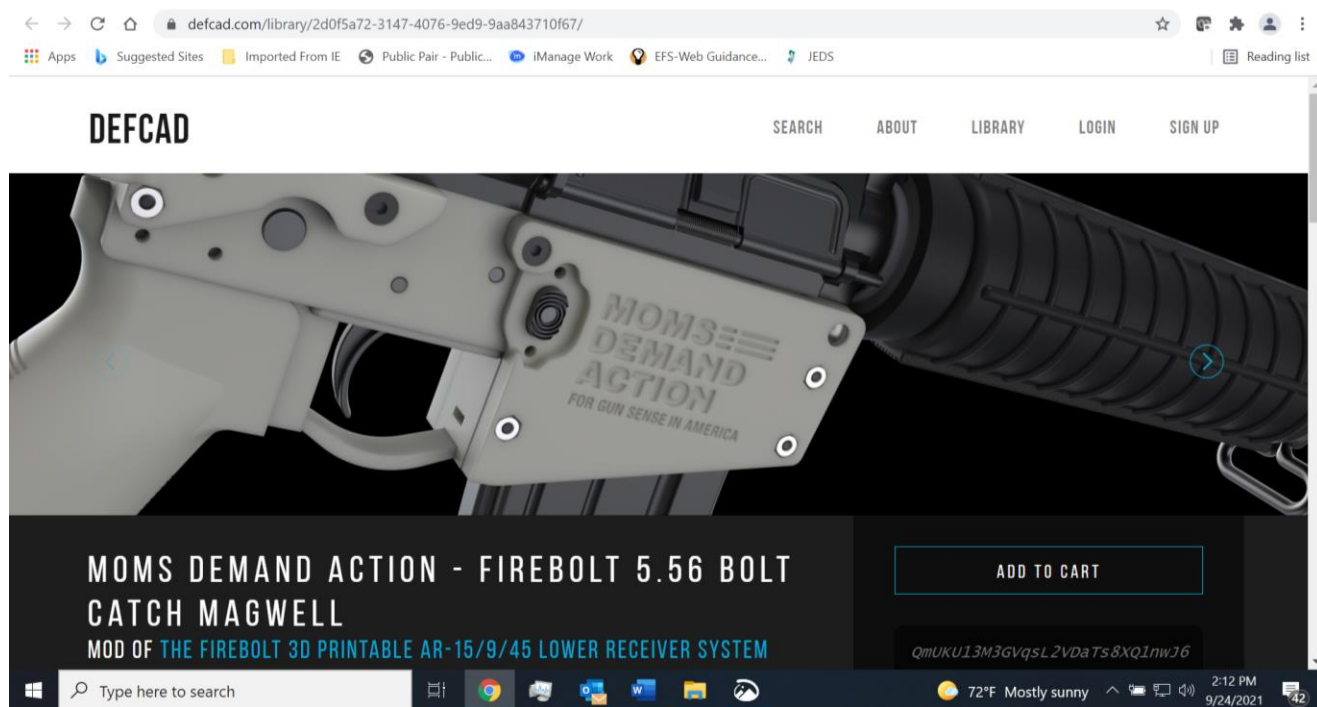 defcad.com/library/2d0f5a72-3147-4076-9ed9-9aa843710f67/
Apps Suggested Sites Imported From IE Public Pair - Public... iManage Work EFS-Web Guidance... JEDS Reading list
DEFCAD SEARCH ABOUT LIBRARY LOGIN SIGN UP
MOMS
DEMAND
ACTION
FOR GUN SENSE IN AMERICA
MOMS DEMAND ACTION - FIREBOLT 5.56 BOLT
CATCH MAGWELL
MOD OF THE FIREBOLT 3D PRINTABLE AR-15/9/45 LOWER RECEIVER SYSTEM
ADD TO CART
QmUKU13M3GVqsL2VDaTs8XQ1nwJ6
Type here to search
72°F Mostly sunny
2:12 PM
9/24/2021
42